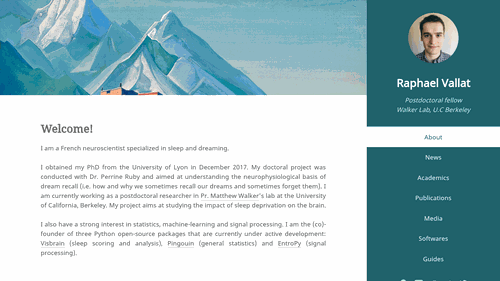 Welcome!
I am a French neuroscientist specialized in sleep and dreaming.
I obtained my PhD from the University of Lyon in December 2017. My doctoral project was
conducted with Dr. Perrine Ruby and aimed at understanding the neurophysiological basis of
dream recall (i.e. how and why we sometimes recall our dreams and sometimes forget them). I
am currently working as a postdoctoral researcher in Pr. Matthew Walker's lab at the University
of California, Berkeley. My project aims at studying the impact of sleep deprivation on the brain.
I also have a strong interest in statistics, machine-learning and signal processing. I am the (co)-
founder of three Python open-source packages that are currently under active development:
Visbrain (sleep scoring and analysis), Pingouin (general statistics) and EntroPy (signal
processing).
Raphael Vallat
Postdoctoral fellow
Walker Lab, U.C Berkeley
About
News
Academics
Publications
Media
Softwares
Guides